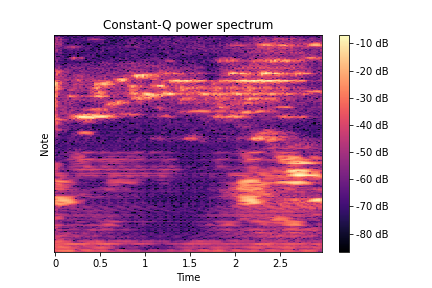 Constant-Q power spectrum
-10 dB
-20 dB
-30 dB
-40 dB
-50 dB
-60 dB
-70 dB
-80 dB
Note
0
0.5
1
1.5
2
2.5
Time